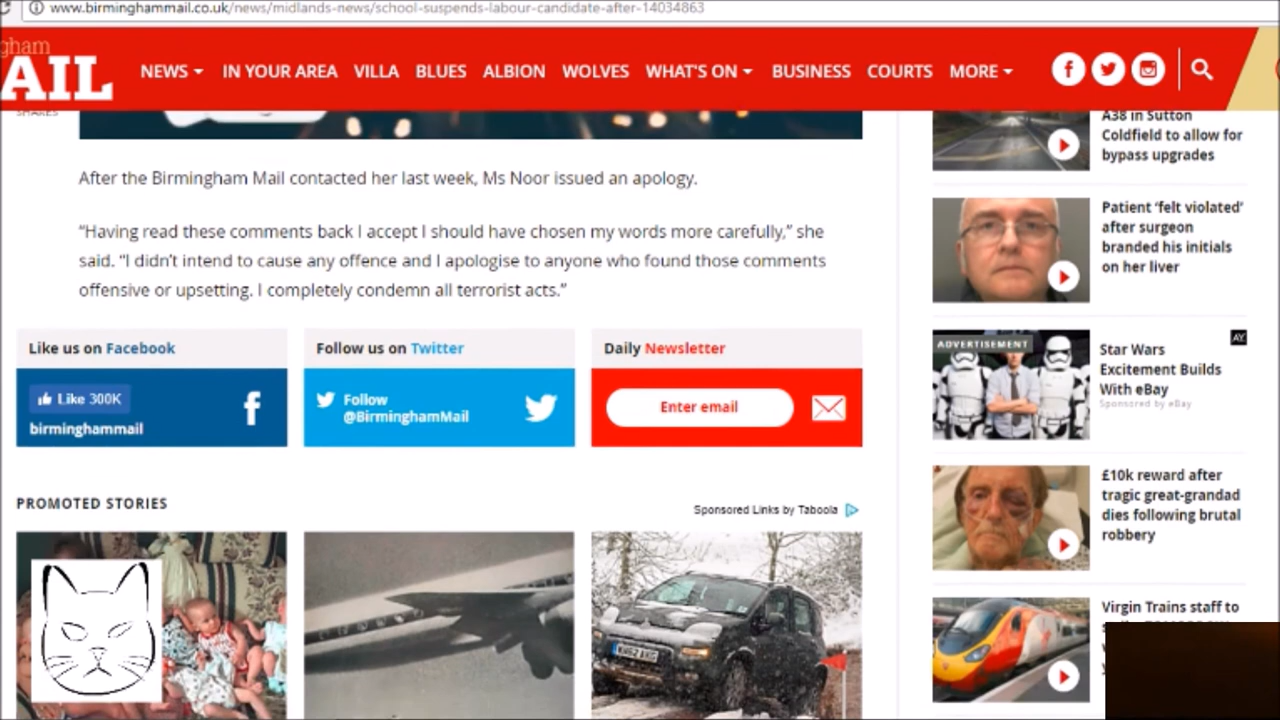 www.birminghammail.co.uk/news/midlands-news/school-suspends-labour-candidate-after-14034863
gham
AIL
NEWS IN YOUR AREA VILLA BLUES ALBION WOLVES WHAT'S ON BUSINESS COURTS MORE
SHARES
After the Birmingham Mail contacted her last week, Ms Noor issued an apology.
“Having read these comments back I accept I should have chosen my words more carefully,” she
said. “I didn’t intend to cause any offence and I apologise to anyone who found those comments
offensive or upsetting. I completely condemn all terrorist acts.”
Like us on Facebook
Like 300K
birminghammail
Follow us on Twitter
Follow
@BirminghamMail
Daily Newsletter
Enter email
PROMOTED STORIES
Sponsored Links by Taboola
A38 in Sutton
Coldfield to allow for
bypass upgrades
Patient ‘felt violated’
after surgeon
branded his initials
on her liver
ADVERTISEMENT
Star Wars
Excitement Builds
With eBay
Sponsored by eBay
AY
£10k reward after
tragic great-grandad
dies following brutal
robbery
Virgin Trains staff to